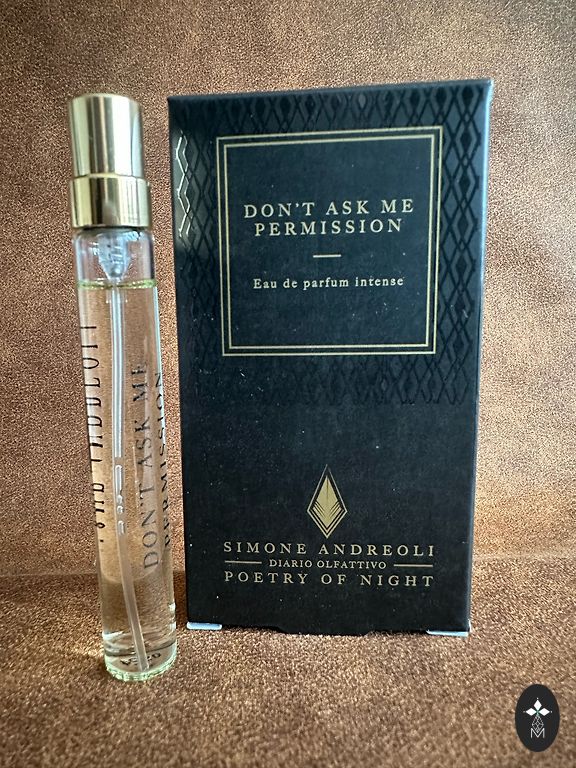 DON'T ASK ME
PERMISSION
Eau de parfum intense
SIMONE ANDREOLI
DIARIO OLFATTIVO
POETRY OF NIGHT
DON'T ASK ME
PERMISSION